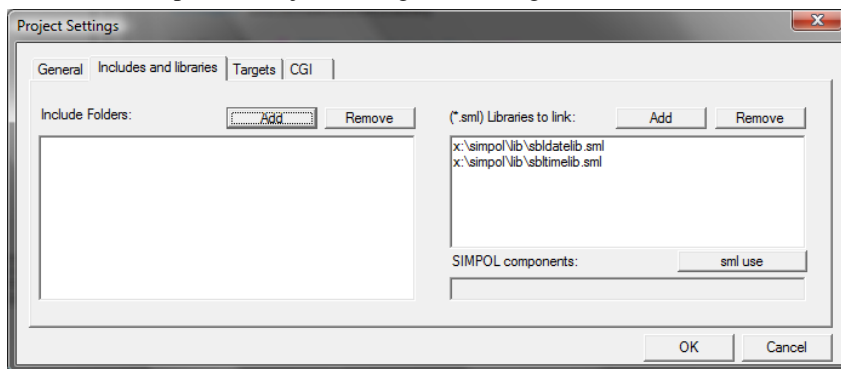 Project Settings
General Includes and libraries Targets CGI
Include Folders: Add Remove
(*.sml) Libraries to link: Add Remove
x:\simpol\lib\sbldatelib.sml
x:\simpol\lib\sbltimelib.sml
SIMPOL components: sml use
OK Cancel